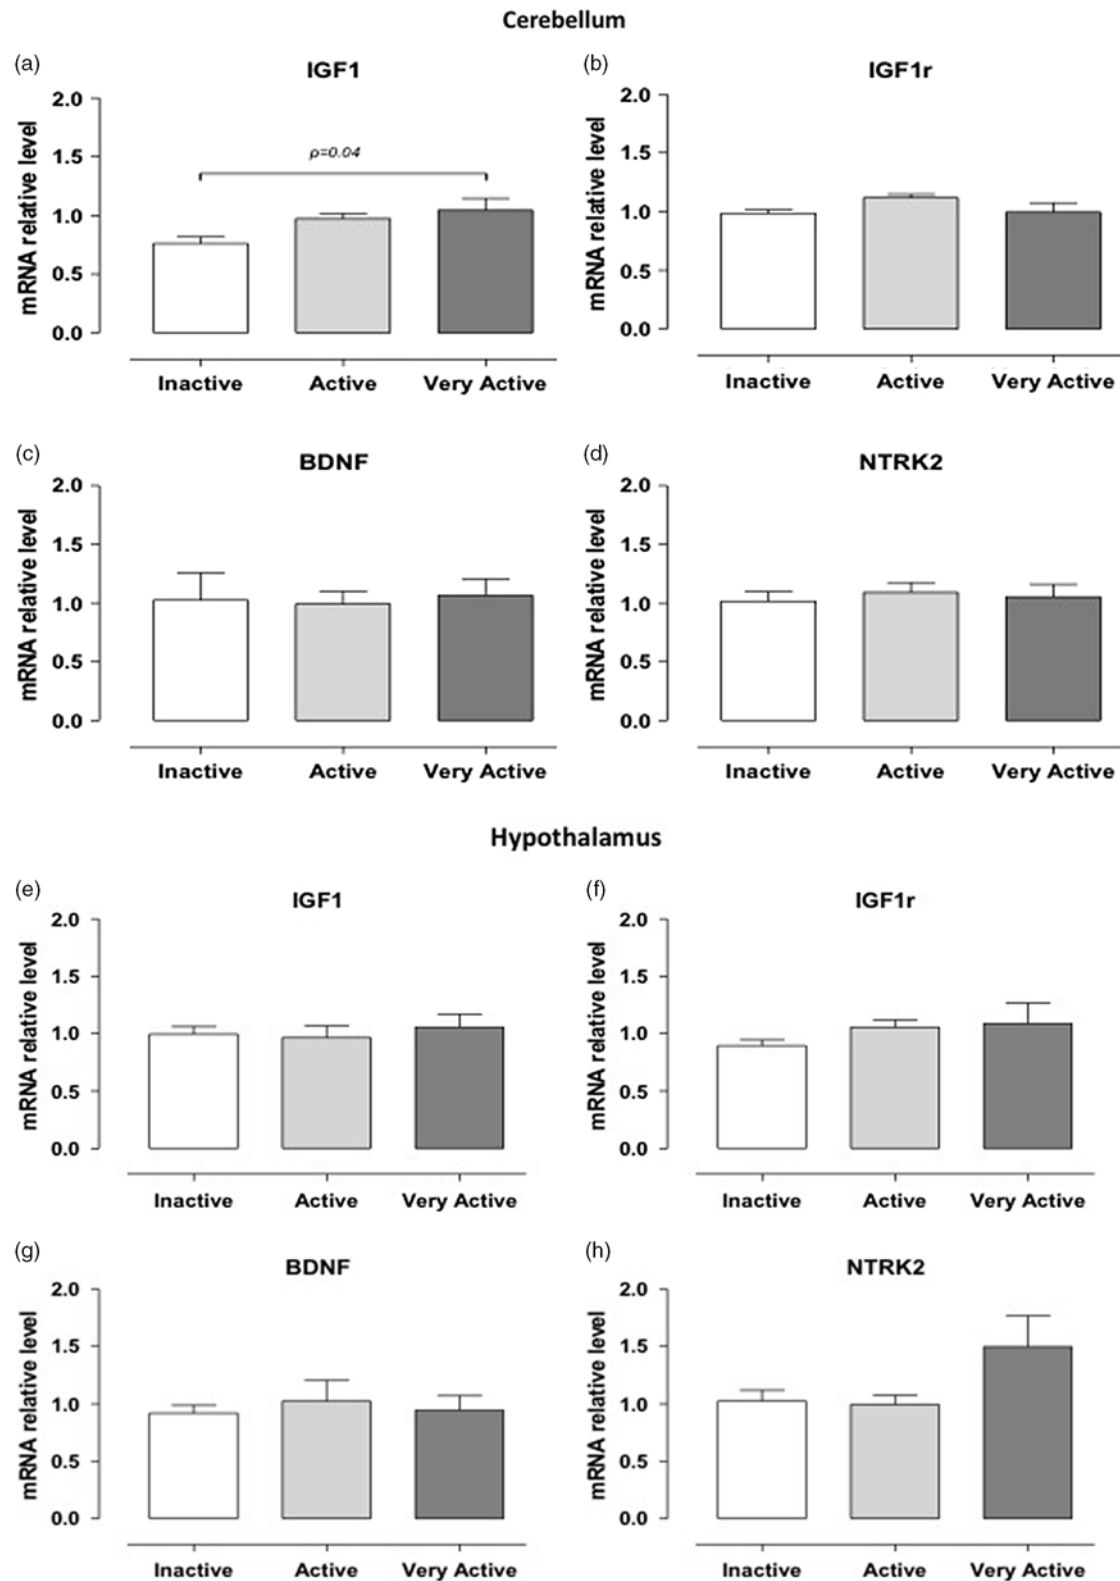 Cerebellum
(a)
IGF1
mRNA relative level
2.0
1.5
1.0
0.5
0.0
ρ=0.04
Inactive Active Very Active
(b)
IGF1r
mRNA relative level
2.0
1.5
1.0
0.5
0.0
Inactive Active Very Active
(c)
BDNF
mRNA relative level
2.0
1.5
1.0
0.5
0.0
Inactive Active Very Active
(d)
NTRK2
mRNA relative level
2.0
1.5
1.0
0.5
0.0
Inactive Active Very Active
Hypothalamus
(e)
IGF1
mRNA relative level
2.0
1.5
1.0
0.5
0.0
Inactive Active Very Active
(f)
IGF1r
mRNA relative level
2.0
1.5
1.0
0.5
0.0
Inactive Active Very Active
(g)
BDNF
mRNA relative level
2.0
1.5
1.0
0.5
0.0
Inactive Active Very Active
(h)
NTRK2
mRNA relative level
2.0
1.5
1.0
0.5
0.0
Inactive Active Very Active